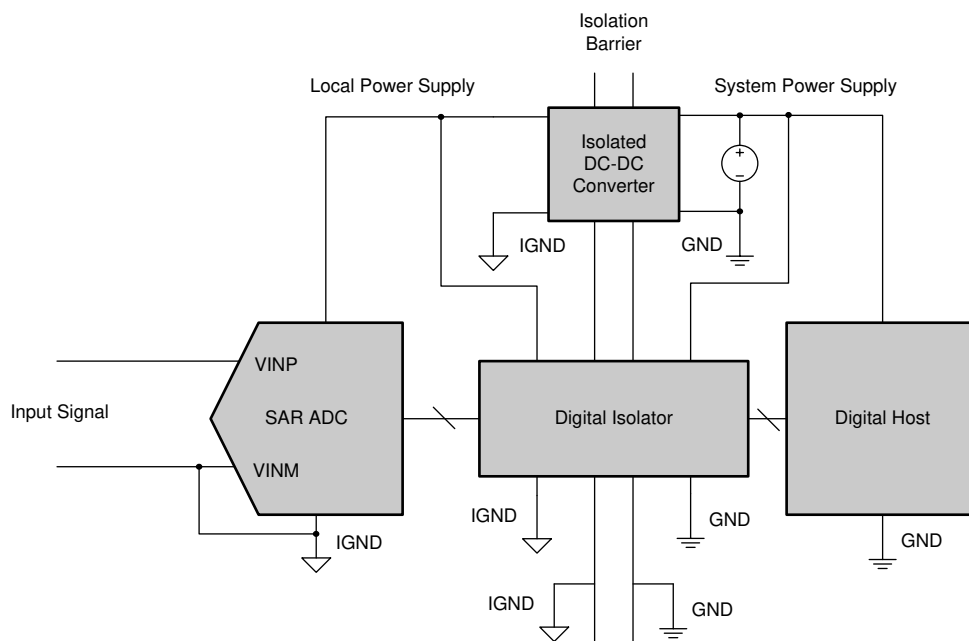 Isolation
Barrier
Local Power Supply
System Power Supply
Isolated
DC-DC
Converter
+
−
IGND
GND
VINP
Input Signal
SAR ADC
Digital Isolator
Digital Host
VINM
IGND
IGND
GND
GND
IGND
GND